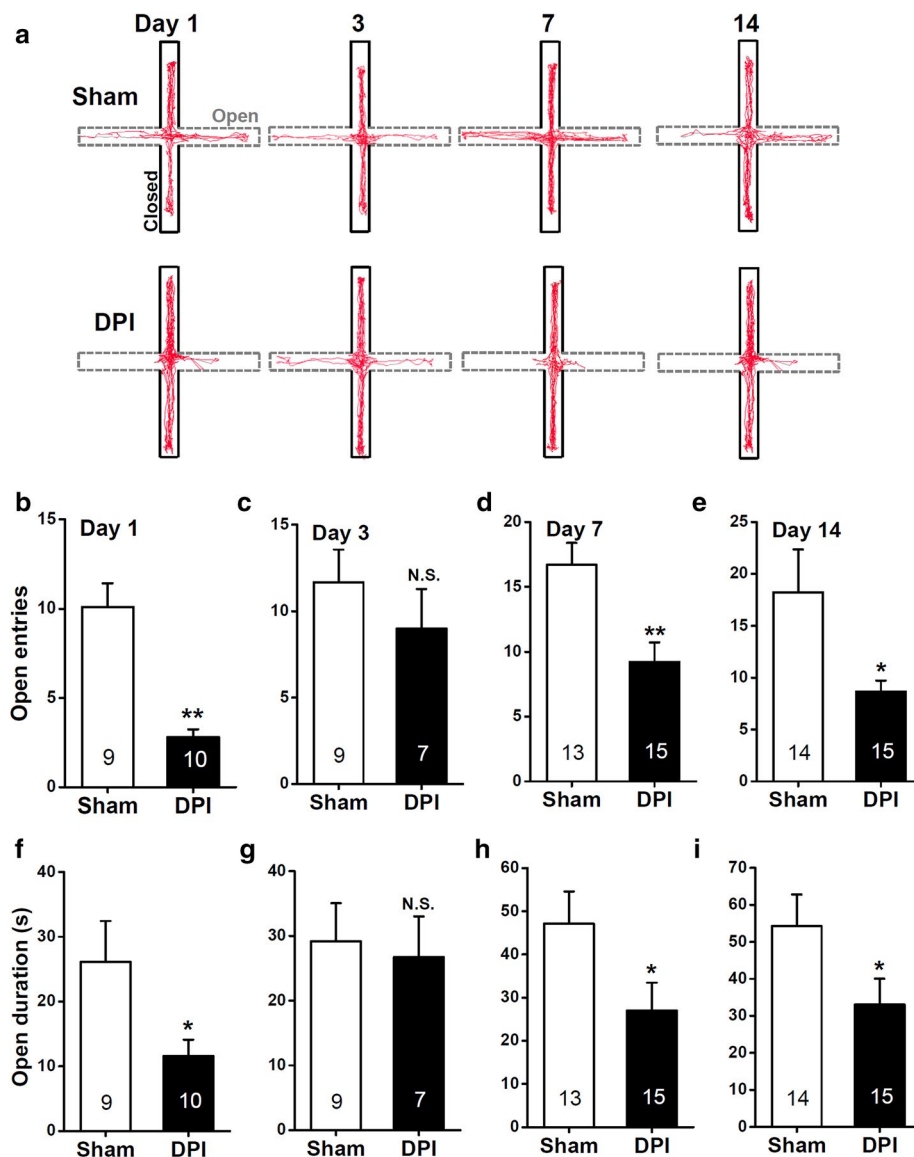 a
Day 1 3 7 14
Sham
Open
Closed
DPI
b
Day 1
Open entries
15
10
5
0
9
**
10
Sham DPI
c
Day 3
15
10
5
0
9
N.S.
7
Sham DPI
d
Day 7
20
15
10
5
0
13
**
15
Sham DPI
e
Day 14
25
20
15
10
5
0
14
*
15
Sham DPI
f
Open duration (s)
40
30
20
10
0
9
*
10
Sham DPI
g
40
30
20
10
0
9
N.S.
7
Sham DPI
h
60
50
40
30
20
10
0
13
*
15
Sham DPI
i
70
60
50
40
30
20
10
0
14
*
15
Sham DPI